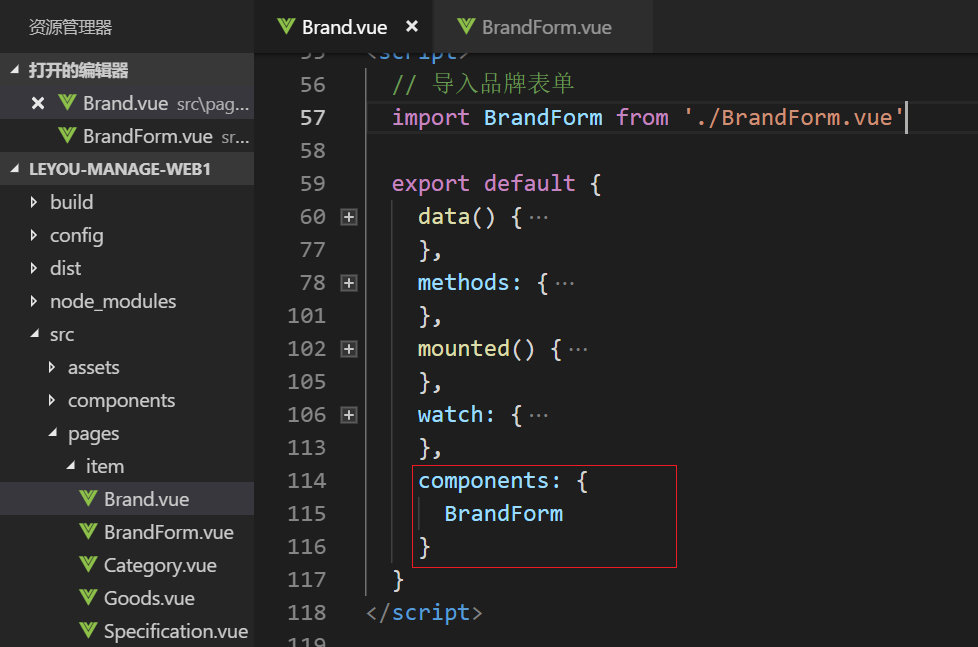 资源管理器
打开的编辑器
Brand.vue src\pag...
BrandForm.vue sr...
LEYOU-MANAGE-WEB1
build
config
dist
node_modules
src
assets
components
pages
item
Brand.vue
BrandForm.vue
Category.vue
Goods.vue
Specification.vue
Brand.vue
BrandForm.vue
55 <script>
56 // 导入品牌表单
57 import BrandForm from './BrandForm.vue'
58
59 export default {
60 data() {···
77 },
78 methods: {···
101 },
102 mounted() {···
105 },
106 watch: {···
113 },
114 components: {
115 BrandForm
116 }
117 }
118 </script>
119